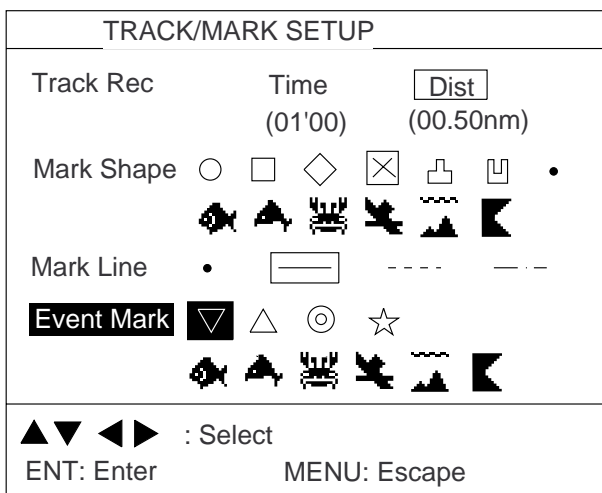 TRACK/MARK SETUP
Track Rec Time Dist
(01'00) (00.50nm)
Mark Shape
Mark Line
Event Mark
: Select
ENT: Enter MENU: Escape